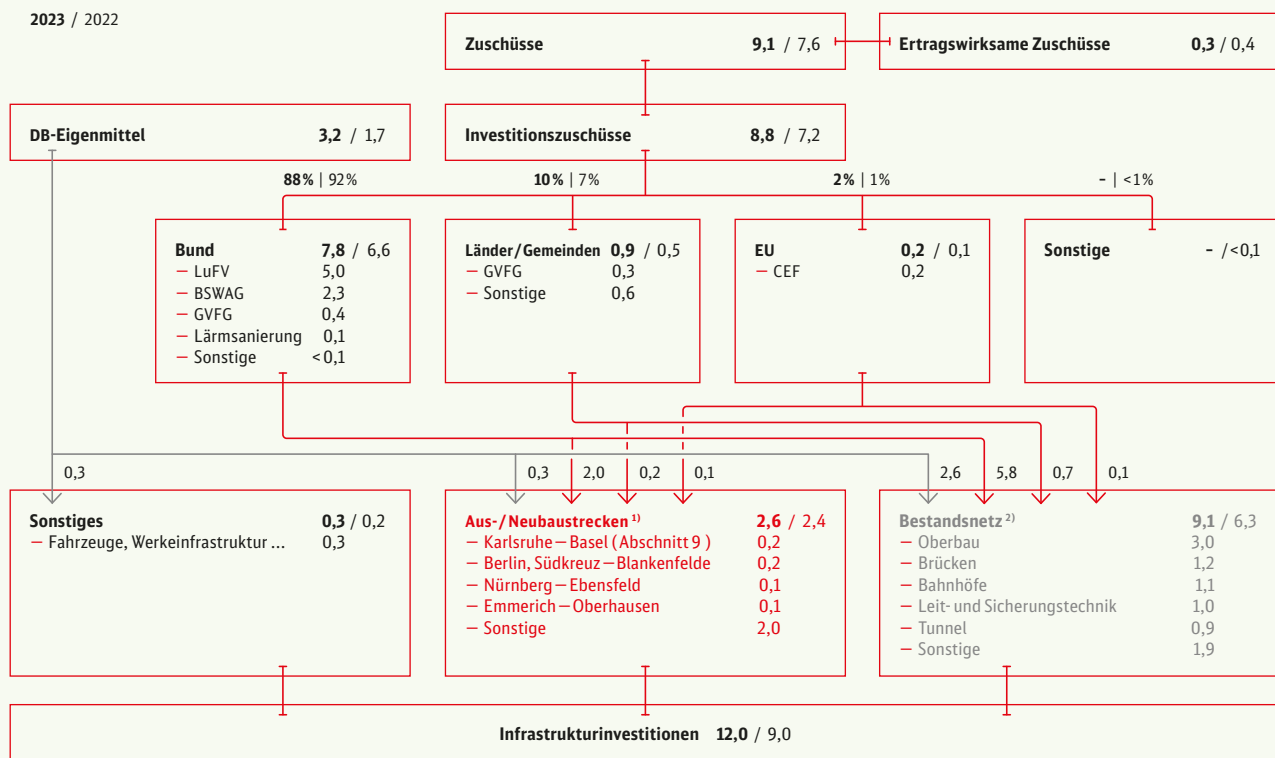 2023 / 2022
Zuschüsse 9,1 / 7,6
Ertragswirksame Zuschüsse 0,3 / 0,4
DB-Eigenmittel 3,2 / 1,7
Investitionszuschüsse 8,8 / 7,2
88% | 92%
10% | 7%
2% | 1%
- | <1%
Bund 7,8 / 6,6
— LuFV 5,0
— BSWAG 2,3
— GVFG 0,4
— Lärmsanierung 0,1
— Sonstige <0,1
Länder/Gemeinden 0,9 / 0,5
— GVFG 0,3
— Sonstige 0,6
EU 0,2 / 0,1
— CEF 0,2
Sonstige - /<0,1
0,3
0,3
2,0
0,2
0,1
2,6
5,8
0,7
0,1
Sonstiges 0,3 / 0,2
— Fahrzeuge, Werkeinfrastruktur ... 0,3
Aus-/Neubaustrecken 1) 2,6 / 2,4
— Karlsruhe – Basel (Abschnitt 9 ) 0,2
— Berlin, Südkreuz – Blankenfelde 0,2
— Nürnberg – Ebensfeld 0,1
— Emmerich – Oberhausen 0,1
— Sonstige 2,0
Bestandsnetz 2) 9,1 / 6,3
— Oberbau 3,0
— Brücken 1,2
— Bahnhöfe 1,1
— Leit- und Sicherungstechnik 1,0
— Tunnel 0,9
— Sonstige 1,9
Infrastrukturinvestitionen 12,0 / 9,0